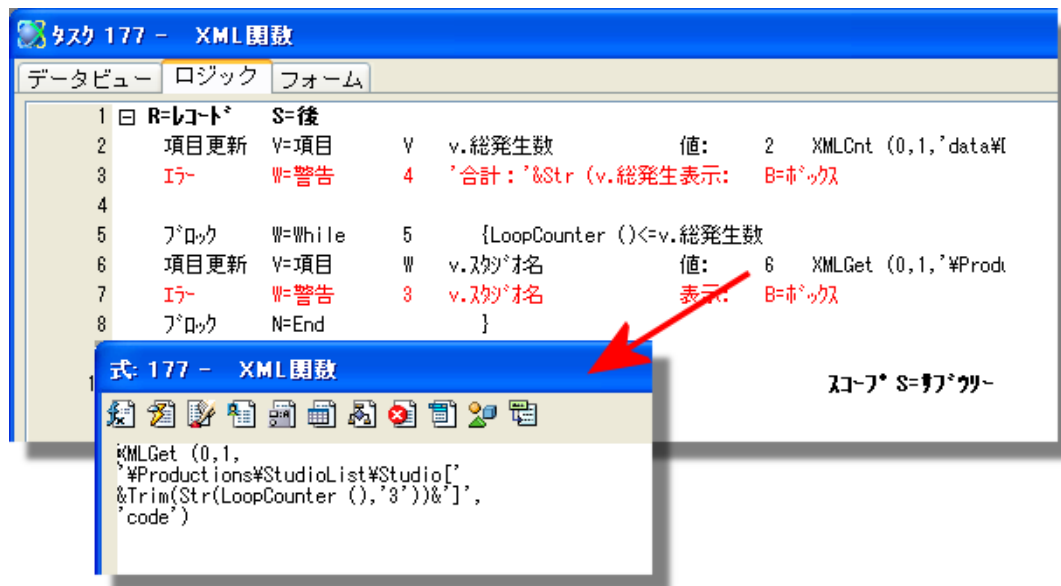 タスク 177 - XML関数
データビュー ロジック フォーム
1 R=ﾚｺｰﾄﾞ S=後
2 項目更新 V=項目 V v.総発生数 値: 2 XMLCnt (0,1,'data¥
3 ｴﾗｰ W=警告 4 '合計：'&Str (v.総発生表示: B=ﾎﾞｯｸｽ
4
5 ﾌﾞﾛｯｸ W=While 5 {LoopCounter ()<=v.総発生数
6 項目更新 V=項目 W v.ｽﾀｼﾞｵ名 値: 6 XMLGet (0,1,'¥Produ
7 ｴﾗｰ W=警告 3 v.ｽﾀｼﾞｵ名 表示: B=ﾎﾞｯｸｽ
8 ﾌﾞﾛｯｸ N=End }
1 ｽｺｰﾌﾟ S=ｻﾌﾞﾂﾘｰ
式: 177 - XML関数
XMLGet (0,1,
'¥Productions¥StudioList¥Studio['
&Trim(Str(LoopCounter (),'3'))&']',
'code')